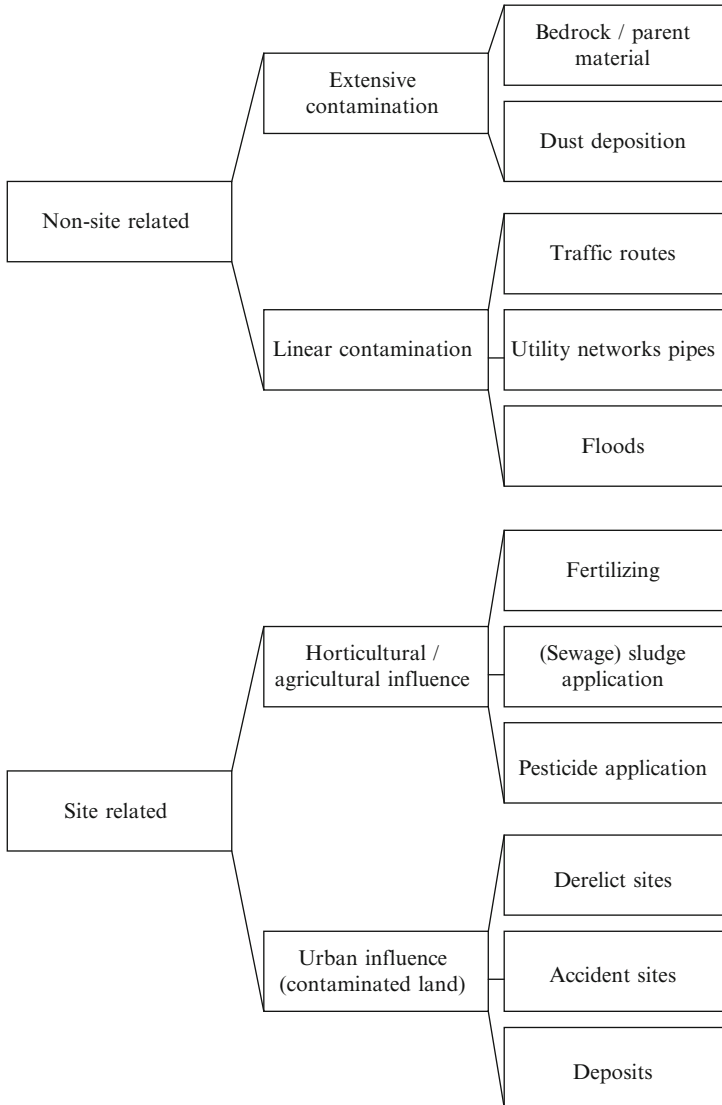 Non-site related
Extensive
contamination
Bedrock / parent
material
Dust deposition
Linear contamination
Traffic routes
Utility networks pipes
Floods
Site related
Horticultural /
agricultural influence
Fertilizing
(Sewage) sludge
application
Pesticide application
Urban influence
(contaminated land)
Derelict sites
Accident sites
Deposits